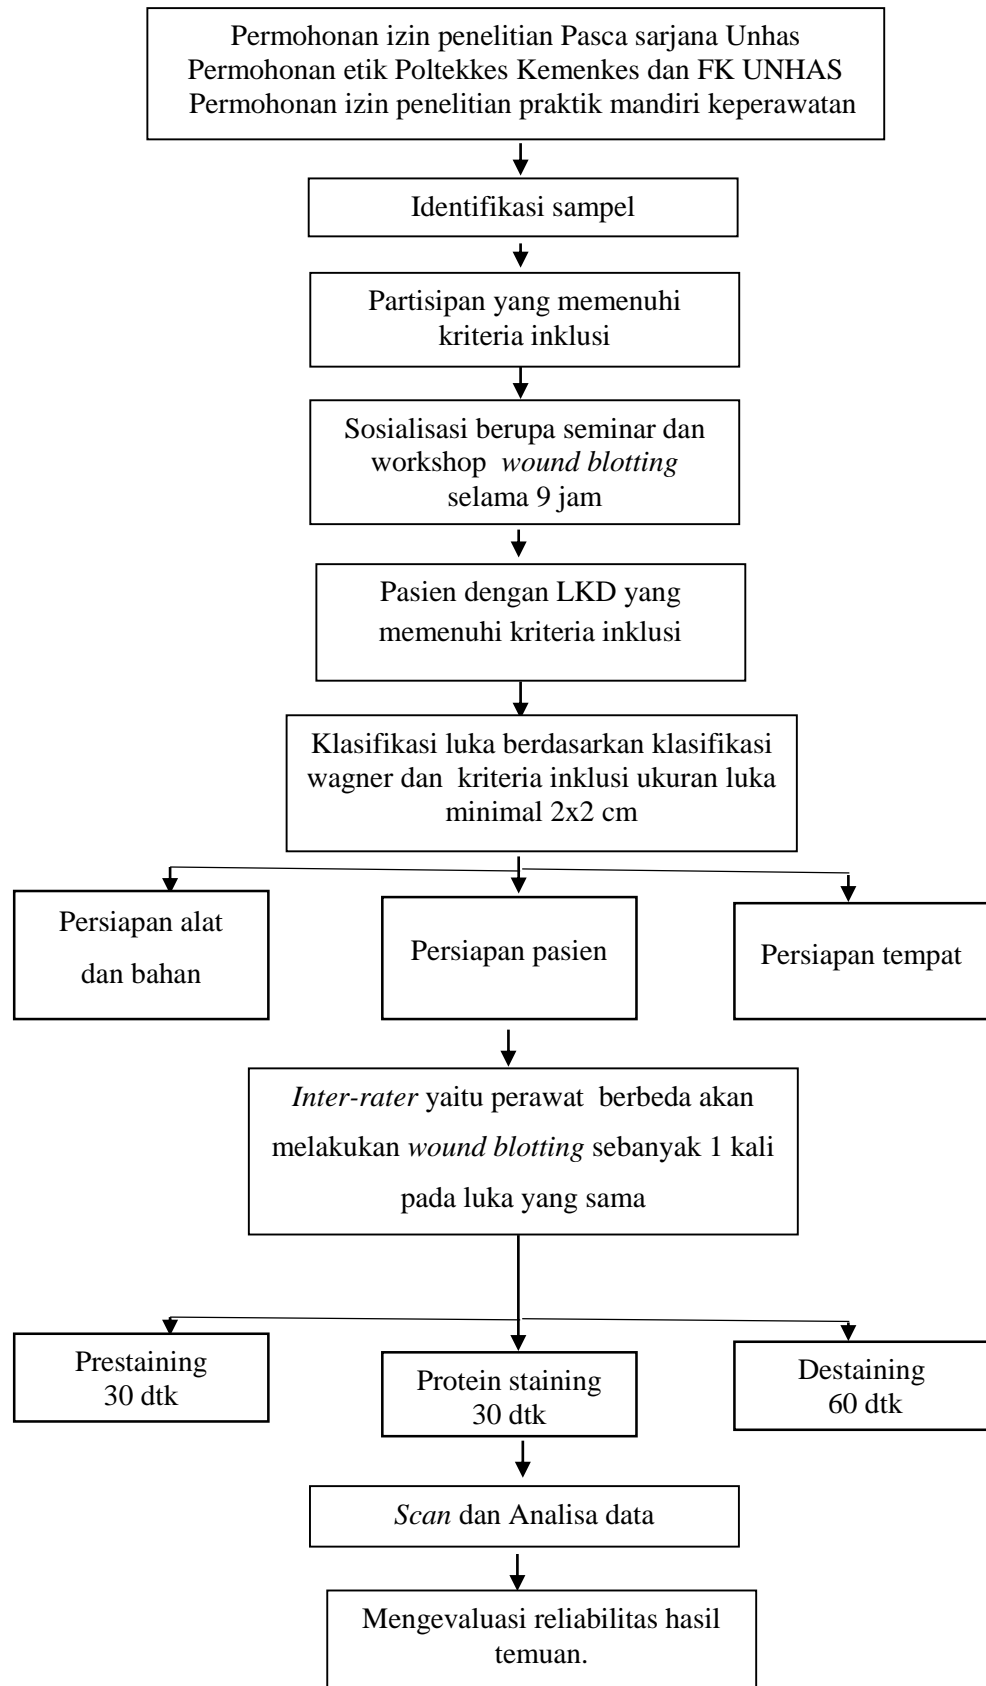 Permohonan izin penelitian Pasca sarjana Unhas
Permohonan etik Poltekkes Kemenkes dan FK UNHAS
Permohonan izin penelitian praktik mandiri keperawatan
Identifikasi sampel
Partisipan yang memenuhi
kriteria inklusi
Sosialisasi berupa seminar dan
workshop wound blotting
selama 9 jam
Pasien dengan LKD yang
memenuhi kriteria inklusi
Klasifikasi luka berdasarkan klasifikasi
wagner dan kriteria inklusi ukuran luka
minimal 2x2 cm
Persiapan alat
dan bahan
Persiapan pasien
Persiapan tempat
Inter-rater yaitu perawat berbeda akan
melakukan wound blotting sebanyak 1 kali
pada luka yang sama
Prestaining
30 dtk
Protein staining
30 dtk
Destaining
60 dtk
Scan dan Analisa data
Mengevaluasi reliabilitas hasil
temuan.